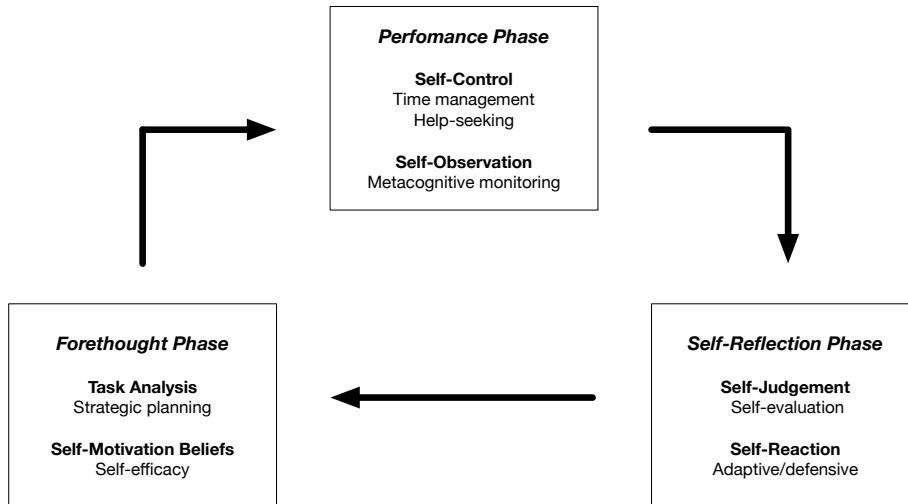 Perfomance Phase
Self-Control
Time management
Help-seeking
Self-Observation
Metacognitive monitoring
Forethought Phase
Task Analysis
Strategic planning
Self-Motivation Beliefs
Self-efficacy
Self-Reflection Phase
Self-Judgement
Self-evaluation
Self-Reaction
Adaptive/defensive